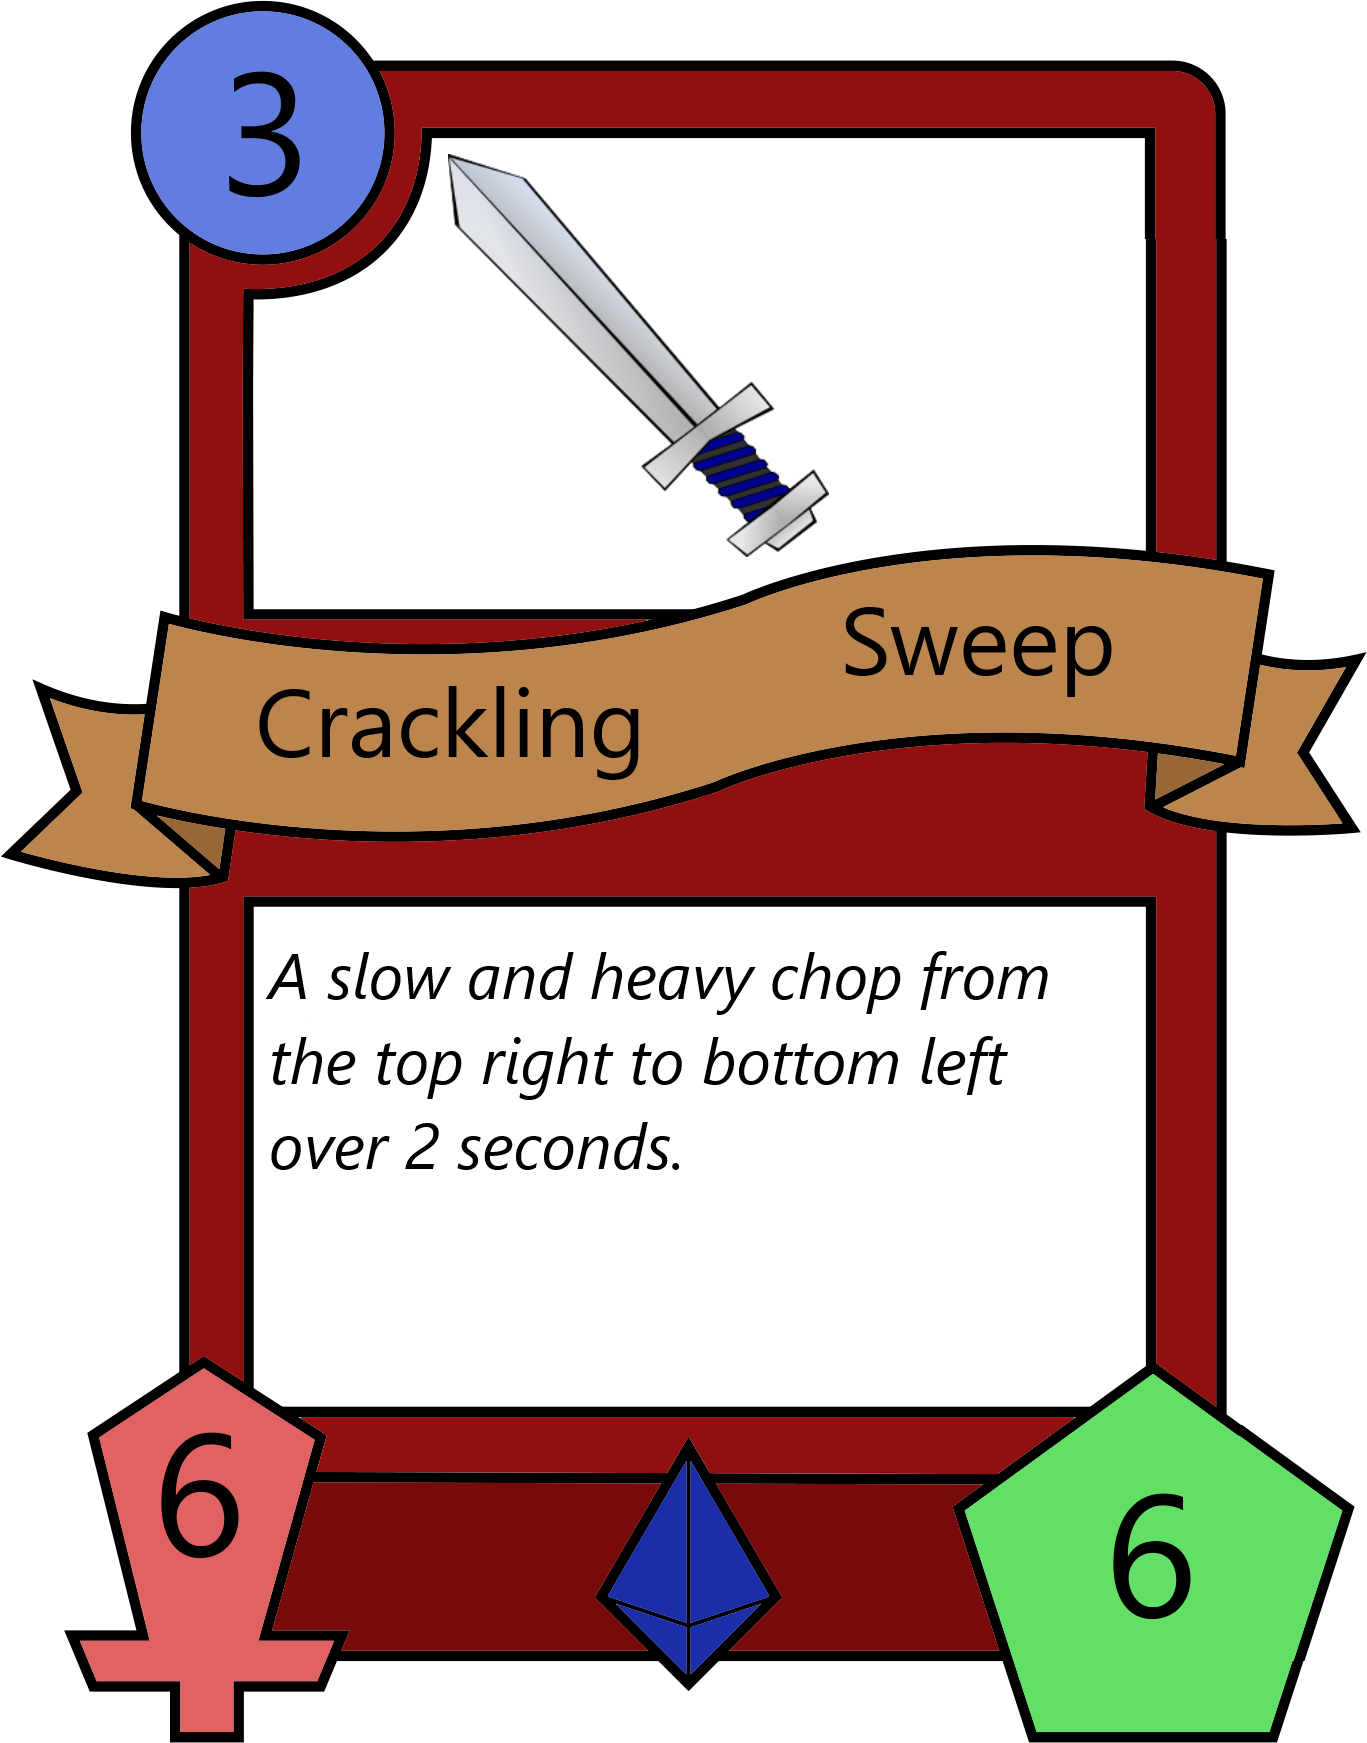 3
Crackling Sweep
A slow and heavy chop from
the top right to bottom left
over 2 seconds.
6
6